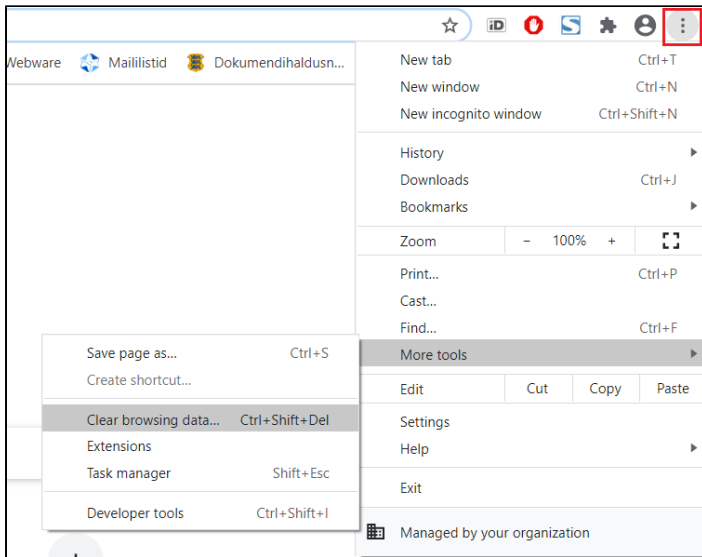 iD S
Webware Maililistid Dokumendihaldusn...
New tab Ctrl+T
New window Ctrl+N
New incognito window Ctrl+Shift+N
History
Downloads Ctrl+J
Bookmarks
Zoom - 100% +
Print... Ctrl+P
Cast...
Find... Ctrl+F
More tools
Edit Cut Copy Paste
Settings
Help
Exit
Managed by your organization
Save page as... Ctrl+S
Create shortcut...
Clear browsing data... Ctrl+Shift+Del
Extensions
Task manager Shift+Esc
Developer tools Ctrl+Shift+I